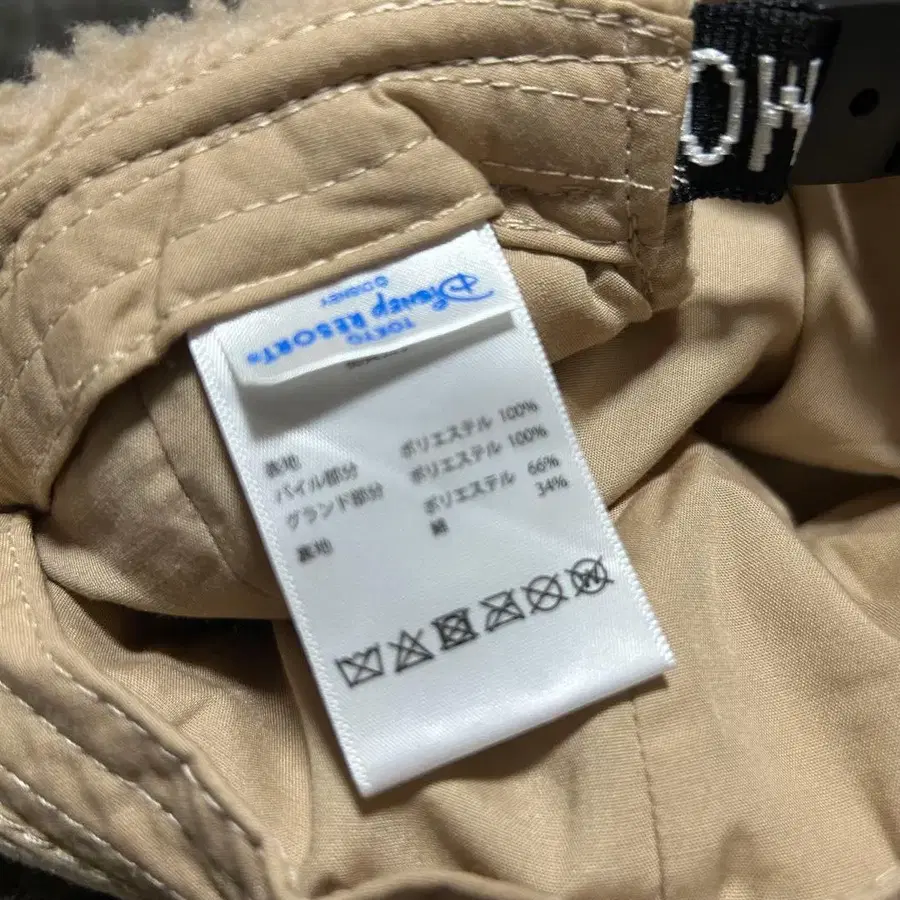 HO
TOKYO
DISNEY RESORT®
©DISNEY
表地
パイル部分 ポリエステル 100%
グランド部分 ポリエステル 100%
裏地 ポリエステル 66%
綿 34%
W